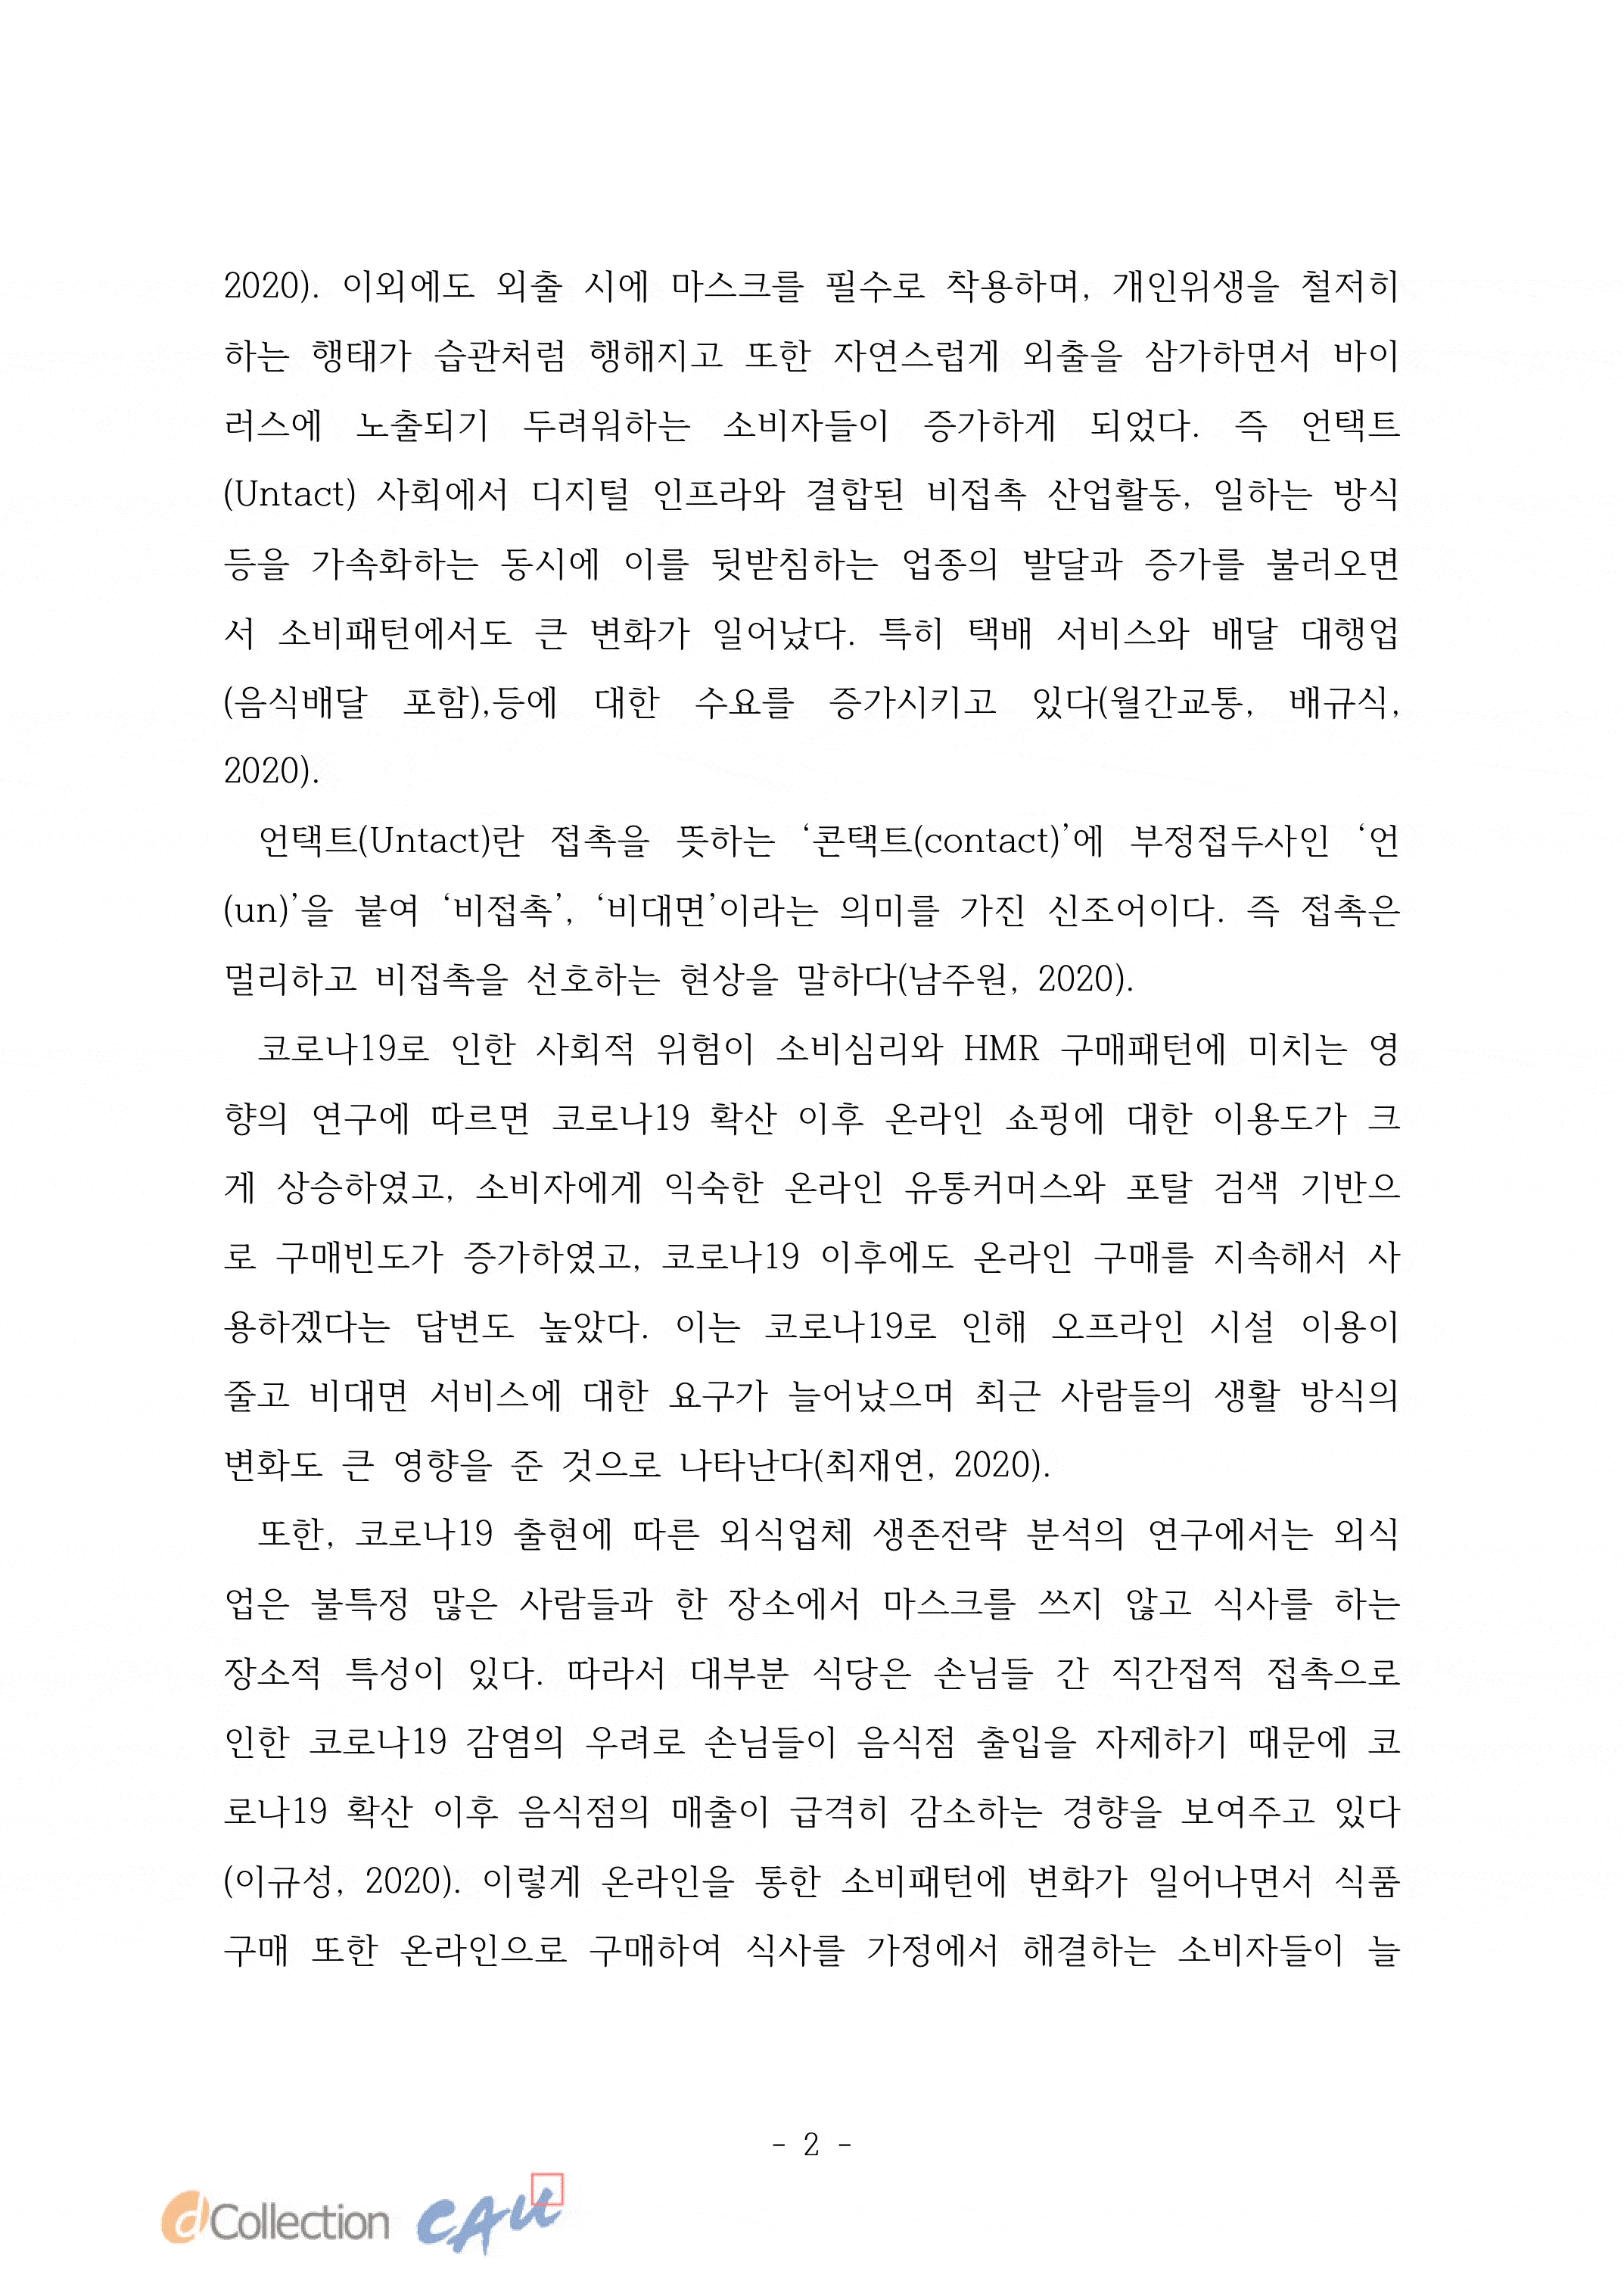 2020). 이외에도 외출 시에 마스크를 필수로 착용하며, 개인위생을 철저히
하는 행태가 습관처럼 행해지고 또한 자연스럽게 외출을 삼가하면서 바이
러스에 노출되기 두려워하는 소비자들이 증가하게 되었다. 즉 언택트
(Untact) 사회에서 디지털 인프라와 결합된 비접촉 산업활동, 일하는 방식
등을 가속화하는 동시에 이를 뒷받침하는 업종의 발달과 증가를 불러오면
서 소비패턴에서도 큰 변화가 일어났다. 특히 택배 서비스와 배달 대행업
(음식배달 포함),등에 대한 수요를 증가시키고 있다(월간교통, 배규식,
2020).
언택트(Untact)란 접촉을 뜻하는 ‘콘택트(contact)’에 부정접두사인 ‘언
(un)’을 붙여 ‘비접촉’, ‘비대면’이라는 의미를 가진 신조어이다. 즉 접촉은
멀리하고 비접촉을 선호하는 현상을 말하다(남주원, 2020).
코로나19로 인한 사회적 위험이 소비심리와 HMR 구매패턴에 미치는 영
향의 연구에 따르면 코로나19 확산 이후 온라인 쇼핑에 대한 이용도가 크
게 상승하였고, 소비자에게 익숙한 온라인 유통커머스와 포탈 검색 기반으
로 구매빈도가 증가하였고, 코로나19 이후에도 온라인 구매를 지속해서 사
용하겠다는 답변도 높았다. 이는 코로나19로 인해 오프라인 시설 이용이
줄고 비대면 서비스에 대한 요구가 늘어났으며 최근 사람들의 생활 방식의
변화도 큰 영향을 준 것으로 나타난다(최재연, 2020).
또한, 코로나19 출현에 따른 외식업체 생존전략 분석의 연구에서는 외식
업은 불특정 많은 사람들과 한 장소에서 마스크를 쓰지 않고 식사를 하는
장소적 특성이 있다. 따라서 대부분 식당은 손님들 간 직간접적 접촉으로
인한 코로나19 감염의 우려로 손님들이 음식점 출입을 자제하기 때문에 코
로나19 확산 이후 음식점의 매출이 급격히 감소하는 경향을 보여주고 있다
(이규성, 2020). 이렇게 온라인을 통한 소비패턴에 변화가 일어나면서 식품
구매 또한 온라인으로 구매하여 식사를 가정에서 해결하는 소비자들이 늘
- 2 -
dCollection CAU